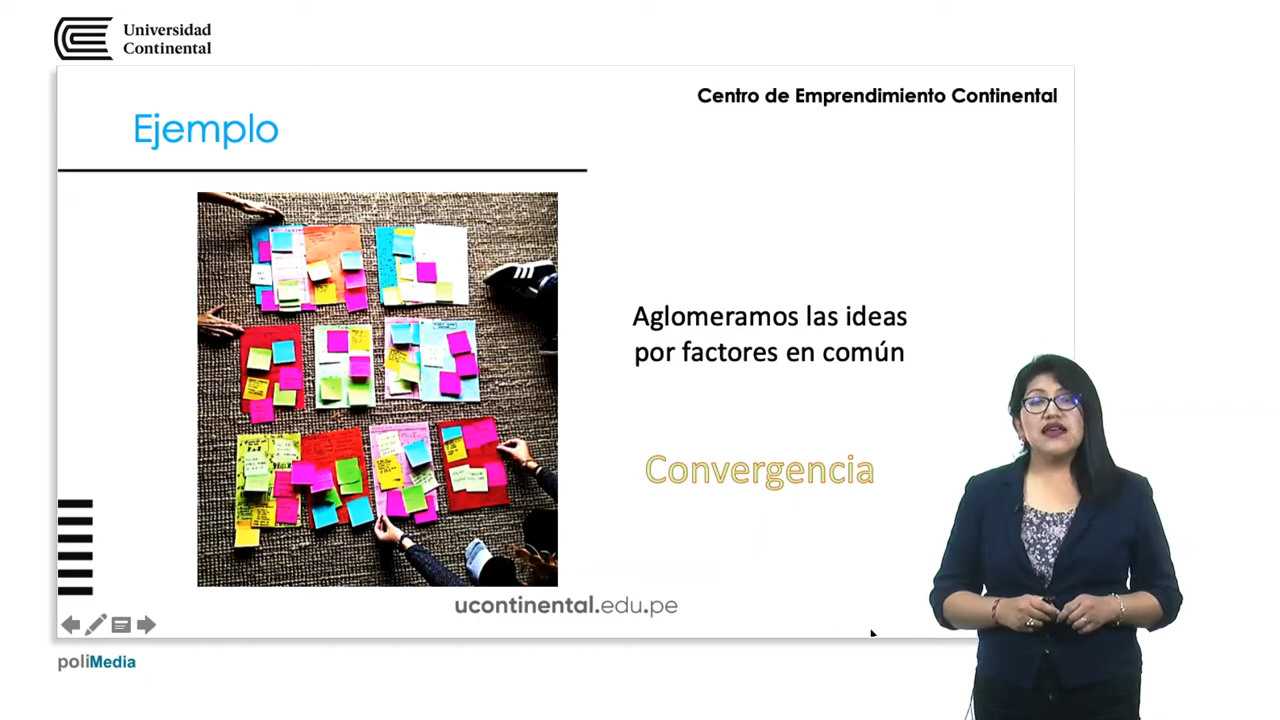 Universidad
Continental
Centro de Emprendimiento Continental
Ejemplo
Aglomeramos las ideas
por factores en común
Convergencia
ucontinental.edu.pe
poliMedia